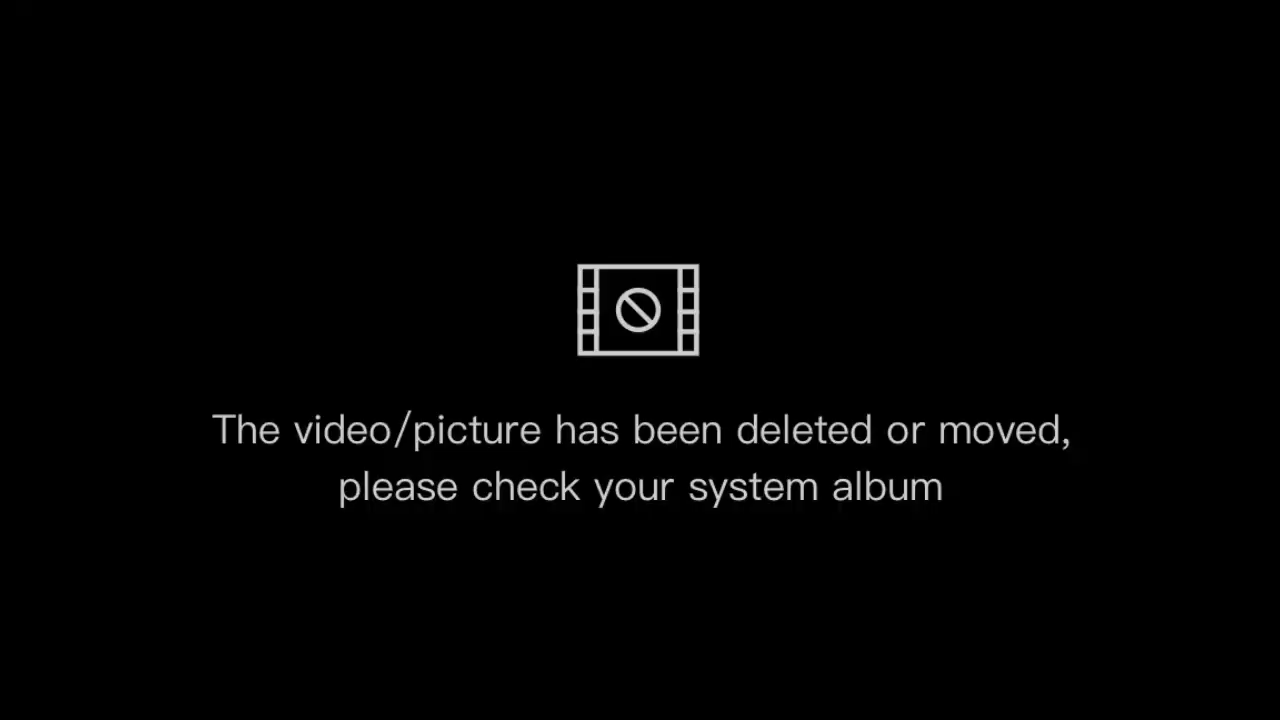 The video/picture has been deleted or moved,
please check your system album